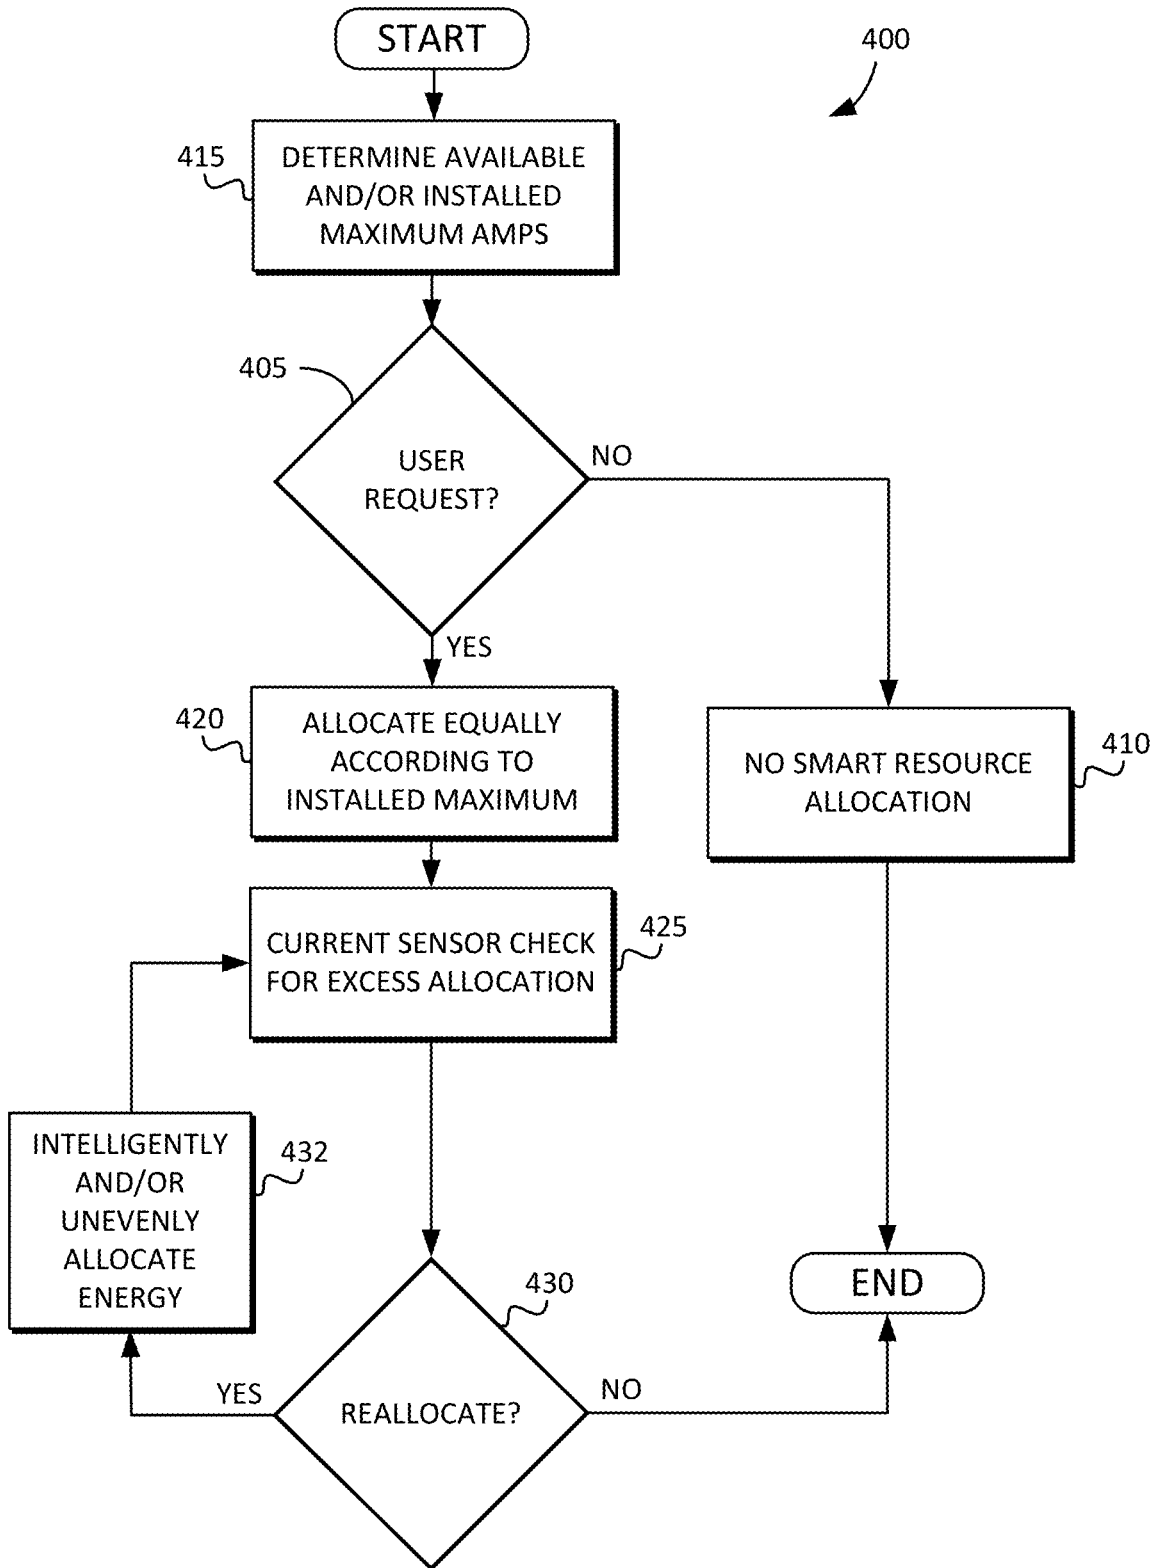 START
400
415
DETERMINE AVAILABLE
AND/OR INSTALLED
MAXIMUM AMPS
405
USER
REQUEST?
NO
YES
420
ALLOCATE EQUALLY
ACCORDING TO
INSTALLED MAXIMUM
NO SMART RESOURCE
ALLOCATION
410
CURRENT SENSOR CHECK
FOR EXCESS ALLOCATION
425
INTELLIGENTLY
AND/OR
UNEVENLY
ALLOCATE
ENERGY
432
430
END
YES
REALLOCATE?
NO